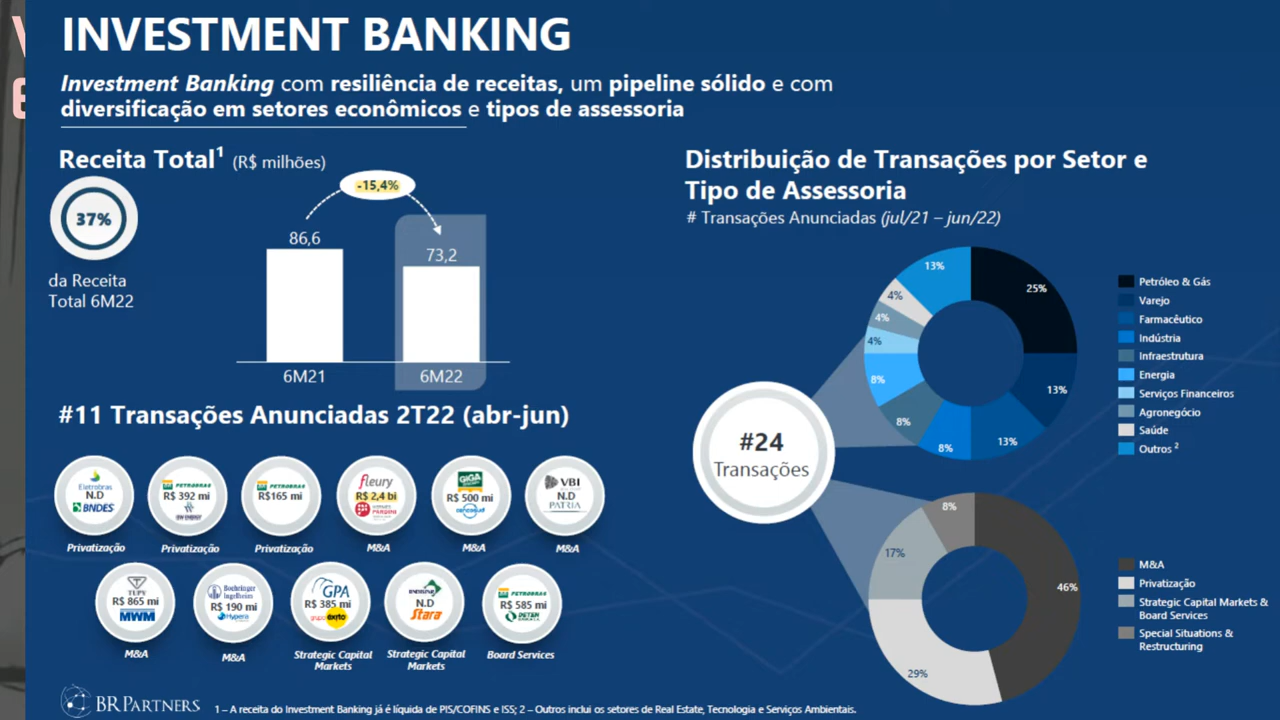 INVESTMENT BANKING
Investment Banking com resiliência de receitas, um pipeline sólido e com
diversificação em setores econômicos e tipos de assessoria
Receita Total¹ (R$ milhões)
37%
da Receita
Total 6M22
-15,4%
86,6
73,2
6M21
6M22
#11 Transações Anunciadas 2T22 (abr-jun)
Eletrobras
N.D
BNDES
Privatização
PETROBRAS
R$ 392 mi
Privatização
PETROBRAS
R$165 mi
Privatização
fleury
R$ 2,4 bi
HERMES
PARDINI
M&A
GIGA
R$ 500 mi
cencosud
M&A
VBI
N.D
PATRIA
M&A
TUPY
R$ 865 mi
MWM
M&A
Boehringer
Ingelheim
R$ 190 mi
Hypera
M&A
GPA
R$ 385 mi
grupo éxito
Strategic Capital
Markets
N.D
Stara
Strategic Capital
Markets
PETROBRAS
R$ 585 mi
DETEN
Board Services
Distribuição de Transações por Setor e
Tipo de Assessoria
# Transações Anunciadas (jul/21 – jun/22)
#24
Transações
25%
13%
13%
8%
8%
8%
4%
4%
4%
13%
Petróleo & Gás
Varejo
Farmacêutico
Indústria
Infraestrutura
Energia
Serviços Financeiros
Agronegócio
Saúde
Outros ²
46%
29%
17%
8%
M&A
Privatização
Strategic Capital Markets &
Board Services
Special Situations &
Restructuring
BR PARTNERS
1 – A receita do Investment Banking já é líquida de PIS/COFINS e ISS; 2 – Outros inclui os setores de Real Estate, Tecnologia e Serviços Ambientais.